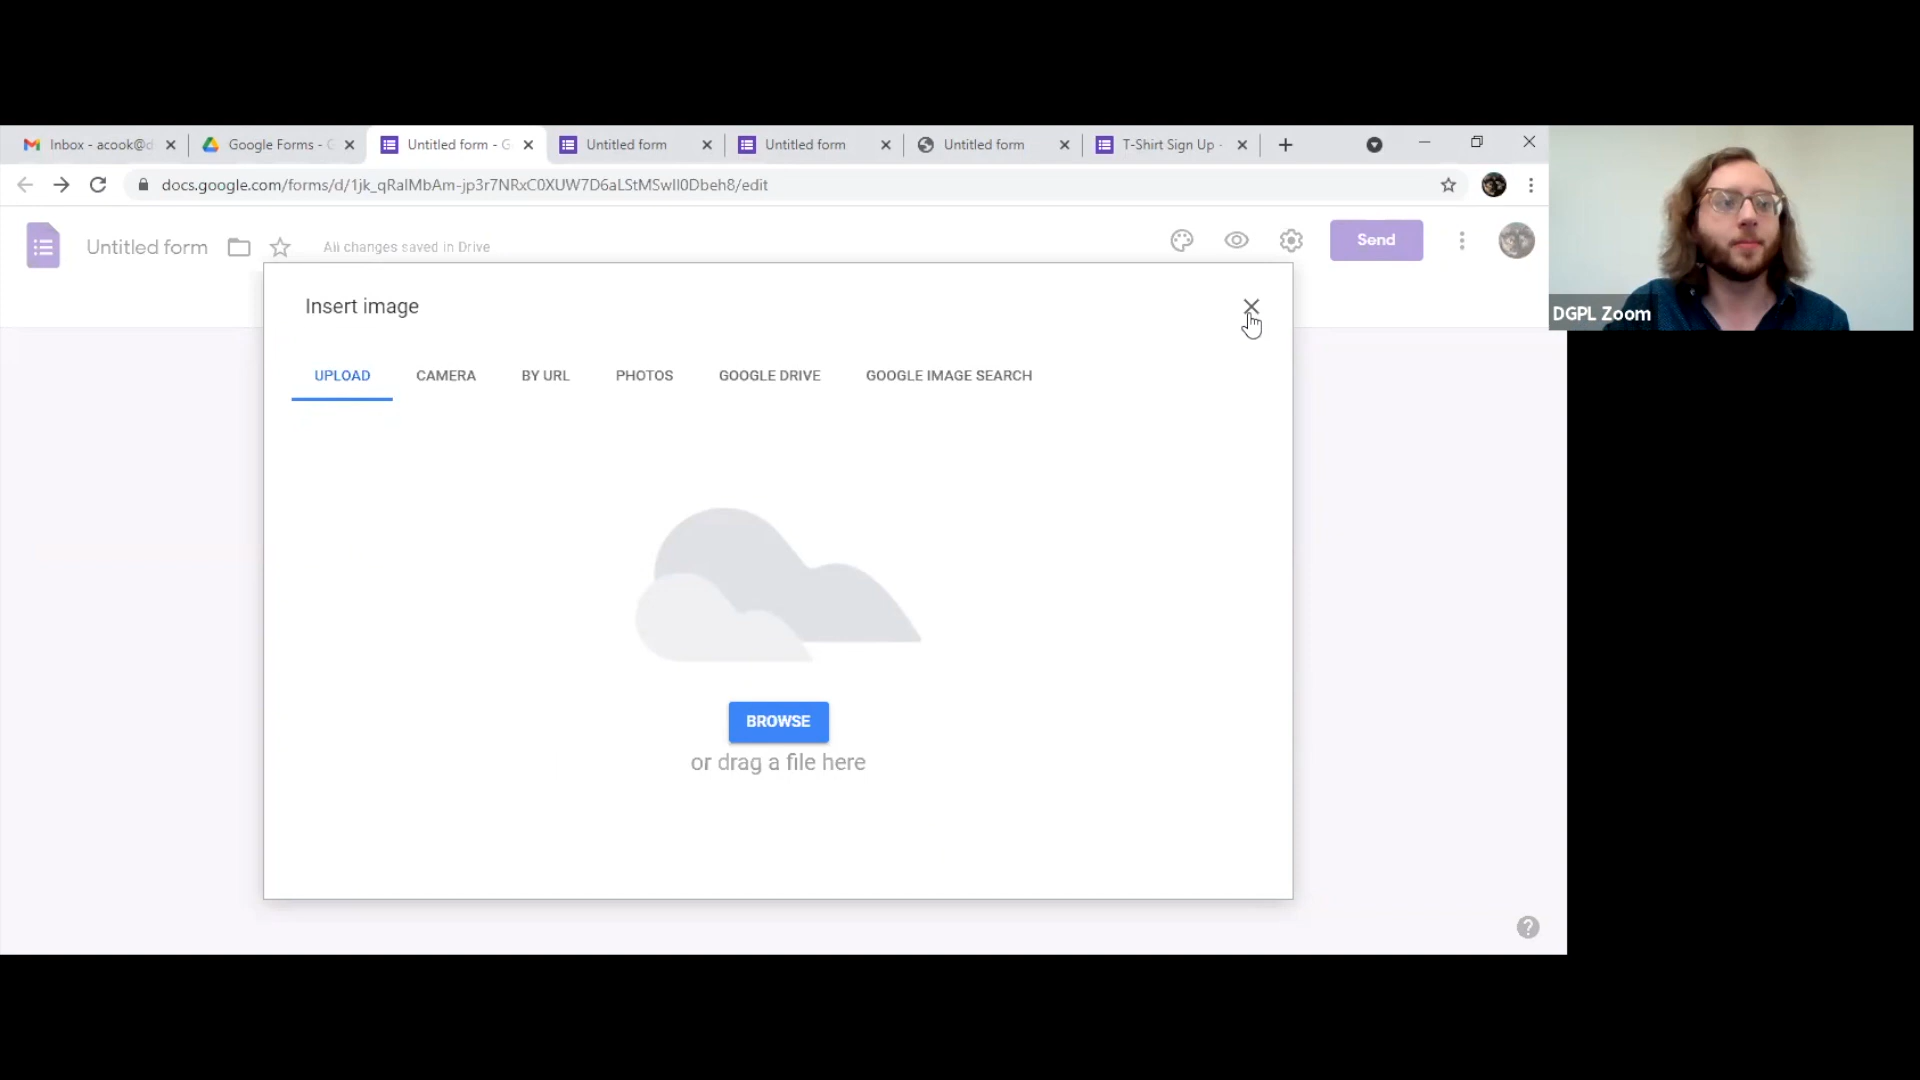 Inbox - acook@d
Google Forms - G
Untitled form - G
Untitled form
Untitled form
Untitled form
T-Shirt Sign Up -
docs.google.com/forms/d/1jk_qRalMbAm-jp3r7NRxC0XUW7D6aLStMSwIl0Dbeh8/edit
Untitled form
All changes saved in Drive
Send
DGPL Zoom
Insert image
UPLOAD
CAMERA
BY URL
PHOTOS
GOOGLE DRIVE
GOOGLE IMAGE SEARCH
BROWSE
or drag a file here